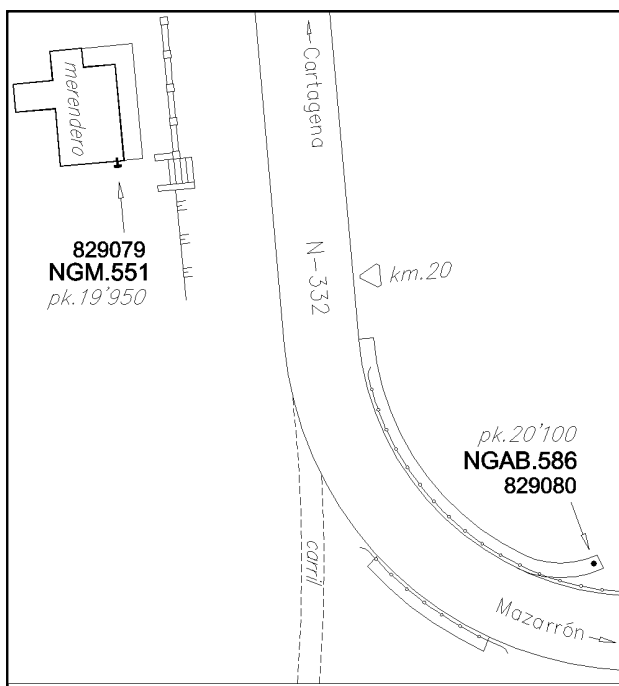 merendero
Cartagena
829079
NGM.551
pk.19'950
N-332
km.20
pk.20'100
NGAB.586
829080
carril
Mazarrón